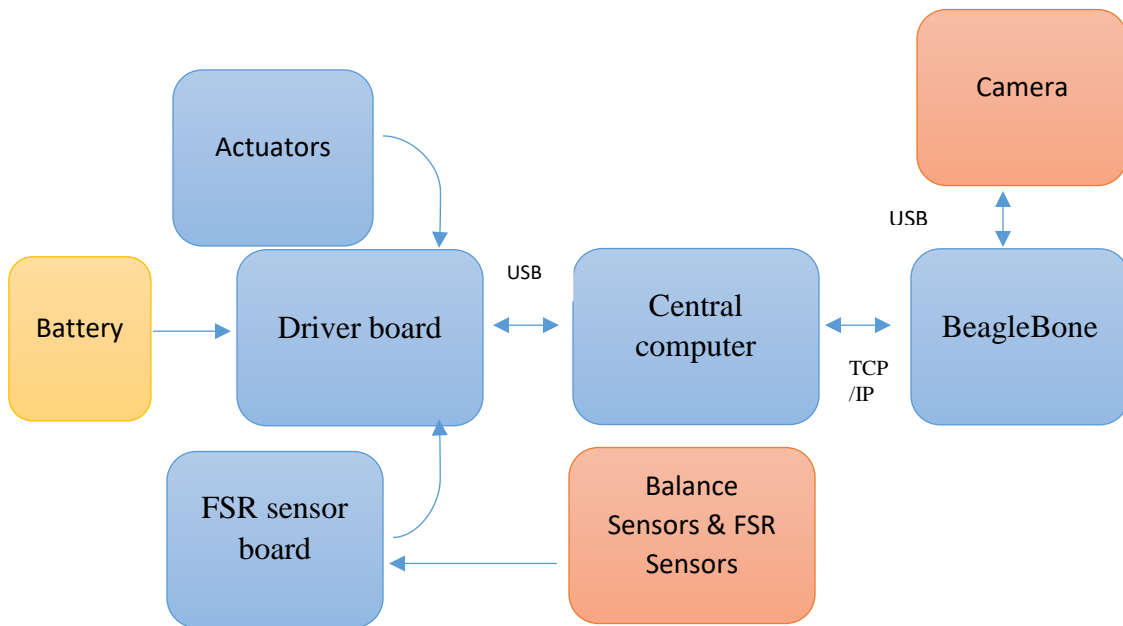 Camera
Actuators
USB
USB
Battery
Driver board
Central
computer
BeagleBone
TCP
/IP
FSR sensor
board
Balance
Sensors & FSR
Sensors